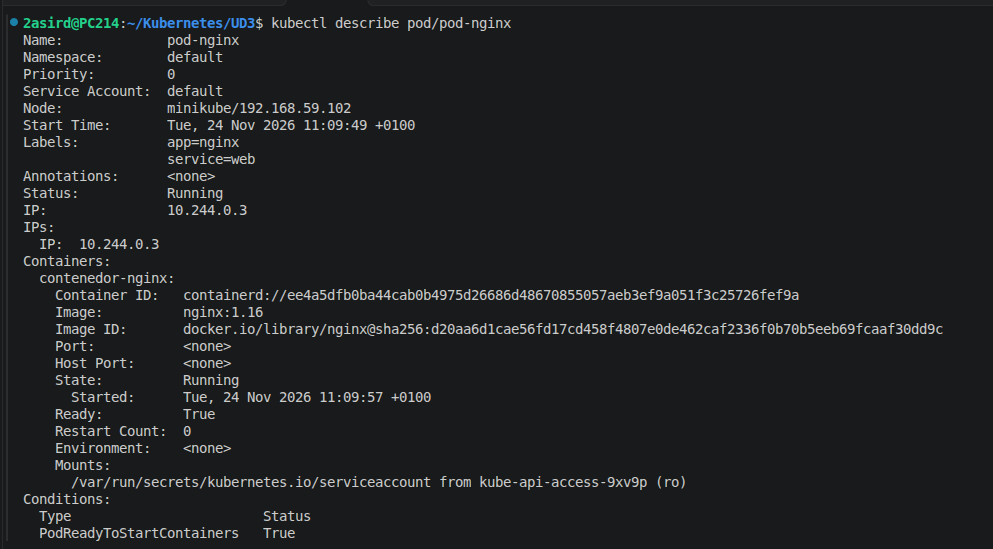 2asird@PC214:~/Kubernetes/UD3$ kubectl describe pod/pod-nginx
Name:             pod-nginx
Namespace:        default
Priority:         0
Service Account:  default
Node:             minikube/192.168.59.102
Start Time:       Tue, 24 Nov 2026 11:09:49 +0100
Labels:           app=nginx
                  service=web
Annotations:      <none>
Status:           Running
IP:               10.244.0.3
IPs:
  IP:  10.244.0.3
Containers:
  contenedor-nginx:
    Container ID:   containerd://ee4a5dfb0ba44cab0b4975d26686d48670855057aeb3ef9a051f3c25726fef9a
    Image:          nginx:1.16
    Image ID:       docker.io/library/nginx@sha256:d20aa6d1cae56fd17cd458f4807e0de462caf2336f0b70b5eeb69fcaaf30dd9c
    Port:           <none>
    Host Port:      <none>
    State:          Running
      Started:      Tue, 24 Nov 2026 11:09:57 +0100
    Ready:          True
    Restart Count:  0
    Environment:    <none>
    Mounts:
      /var/run/secrets/kubernetes.io/serviceaccount from kube-api-access-9xv9p (ro)
Conditions:
  Type                        Status
  PodReadyToStartContainers   True